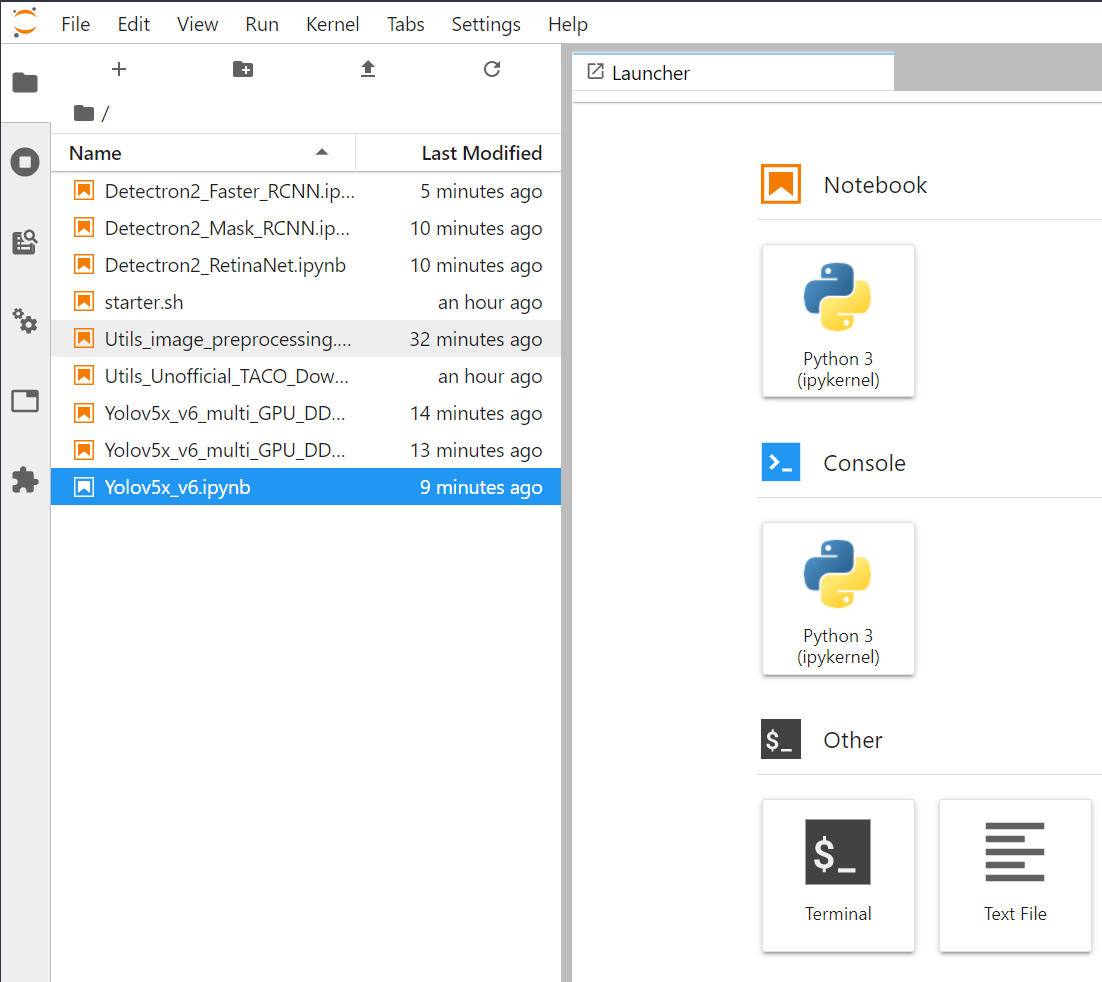 File Edit View Run Kernel Tabs Settings Help
/
Name Last Modified
Detectron2_Faster_RCNN.ip... 5 minutes ago
Detectron2_Mask_RCNN.ip... 10 minutes ago
Detectron2_RetinaNet.ipynb 10 minutes ago
starter.sh an hour ago
Utils_image_preprocessing.... 32 minutes ago
Utils_Unofficial_TACO_Dow... an hour ago
Yolov5x_v6_multi_GPU_DD... 14 minutes ago
Yolov5x_v6_multi_GPU_DD... 13 minutes ago
Yolov5x_v6.ipynb 9 minutes ago
Launcher
Notebook
Python 3
(ipykernel)
Console
Python 3
(ipykernel)
$_ Other
$_
Terminal Text File